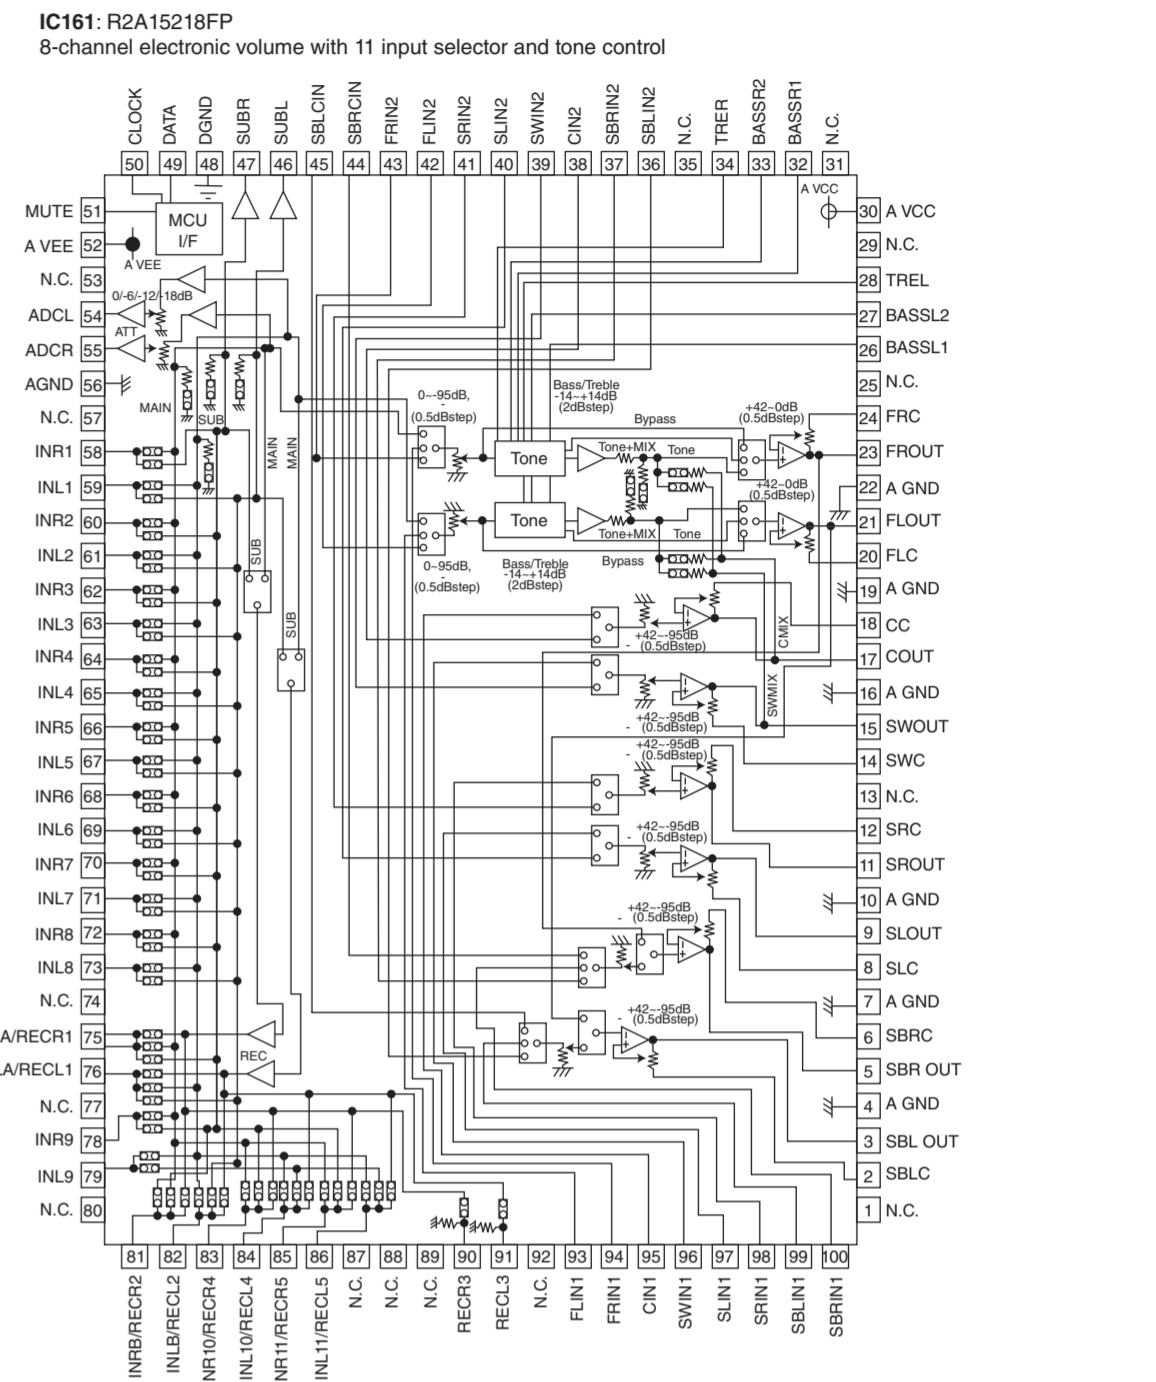 IC161: R2A15218FP
8-channel electronic volume with 11 input selector and tone control
CLOCK
DATA
DGND
SUBR
SUBL
SBLCIN
SBRCIN
FRIN2
FLIN2
SRIN2
SLIN2
SWIN2
CIN2
SBRIN2
SBLIN2
N.C.
TRER
BASSR2
BASSR1
N.C.
50 49 48 47 46 45 44 43 42 41 40 39 38 37 36 35 34 33 32 31
MUTE 51
A VEE 52
N.C. 53
ADCL 54
ADCR 55
AGND 56
N.C. 57
INR1 58
INL1 59
INR2 60
INL2 61
INR3 62
INL3 63
INR4 64
INL4 65
INR5 66
INL5 67
INR6 68
INL6 69
INR7 70
INL7 71
INR8 72
INL8 73
N.C. 74
A/RECR1 75
A/RECL1 76
N.C. 77
INR9 78
INL9 79
N.C. 80
MCU
I/F
A VEE
0/-6/-12/-18dB
ATT
MAIN
SUB
MAIN
MAIN
SUB
SUB
REC
0~-95dB,
-
(0.5dBstep)
Bass/Treble
-14~+14dB
(2dBstep)
Bypass
+42~0dB
(0.5dBstep)
Tone
Tone+MIX
Tone
+42~0dB
(0.5dBstep)
Tone
Tone+MIX
Tone
0~95dB,
-
(0.5dBstep)
Bass/Treble
-14~+14dB
(2dBstep)
Bypass
+42~-95dB
- (0.5dBstep)
CMIX
SWMIX
+42~-95dB
- (0.5dBstep)
+42~-95dB
- (0.5dBstep)
+42~-95dB
- (0.5dBstep)
+42~-95dB
- (0.5dBstep)
+42~-95dB
- (0.5dBstep)
A VCC
30 A VCC
29 N.C.
28 TREL
27 BASSL2
26 BASSL1
25 N.C.
24 FRC
23 FROUT
22 A GND
21 FLOUT
20 FLC
19 A GND
18 CC
17 COUT
16 A GND
15 SWOUT
14 SWC
13 N.C.
12 SRC
11 SROUT
10 A GND
9 SLOUT
8 SLC
7 A GND
6 SBRC
5 SBR OUT
4 A GND
3 SBL OUT
2 SBLC
1 N.C.
81 82 83 84 85 86 87 88 89 90 91 92 93 94 95 96 97 98 99 100
INRB/RECR2
INLB/RECL2
NR10/RECR4
INL10/RECL4
NR11/RECR5
INL11/RECL5
N.C.
N.C.
N.C.
RECR3
RECL3
N.C.
FLIN1
FRIN1
CIN1
SWIN1
SLIN1
SRIN1
SBLIN1
SBRIN1